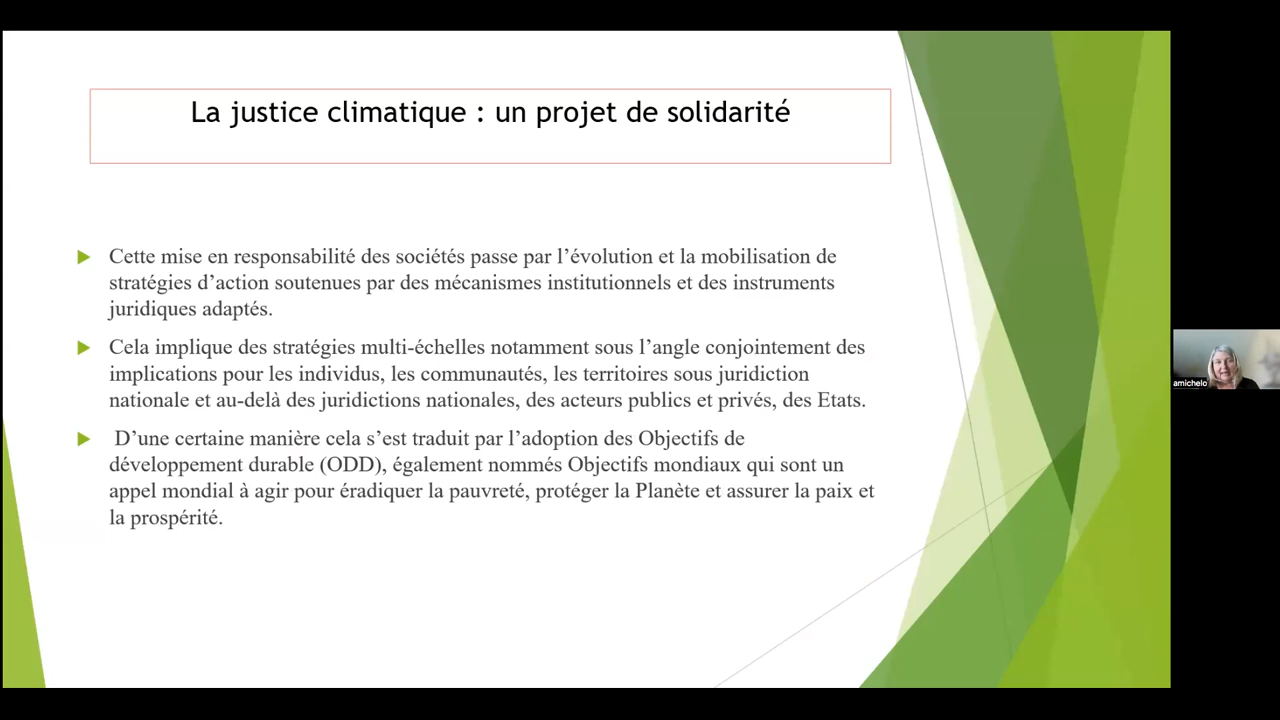 La justice climatique : un projet de solidarité
Cette mise en responsabilité des sociétés passe par l’évolution et la mobilisation de
stratégies d’action soutenues par des mécanismes institutionnels et des instruments
juridiques adaptés.
Cela implique des stratégies multi-échelles notamment sous l’angle conjointement des
implications pour les individus, les communautés, les territoires sous juridiction
nationale et au-delà des juridictions nationales, des acteurs publics et privés, des Etats.
D’une certaine manière cela s’est traduit par l’adoption des Objectifs de
développement durable (ODD), également nommés Objectifs mondiaux qui sont un
appel mondial à agir pour éradiquer la pauvreté, protéger la Planète et assurer la paix et
la prospérité.
amichelo